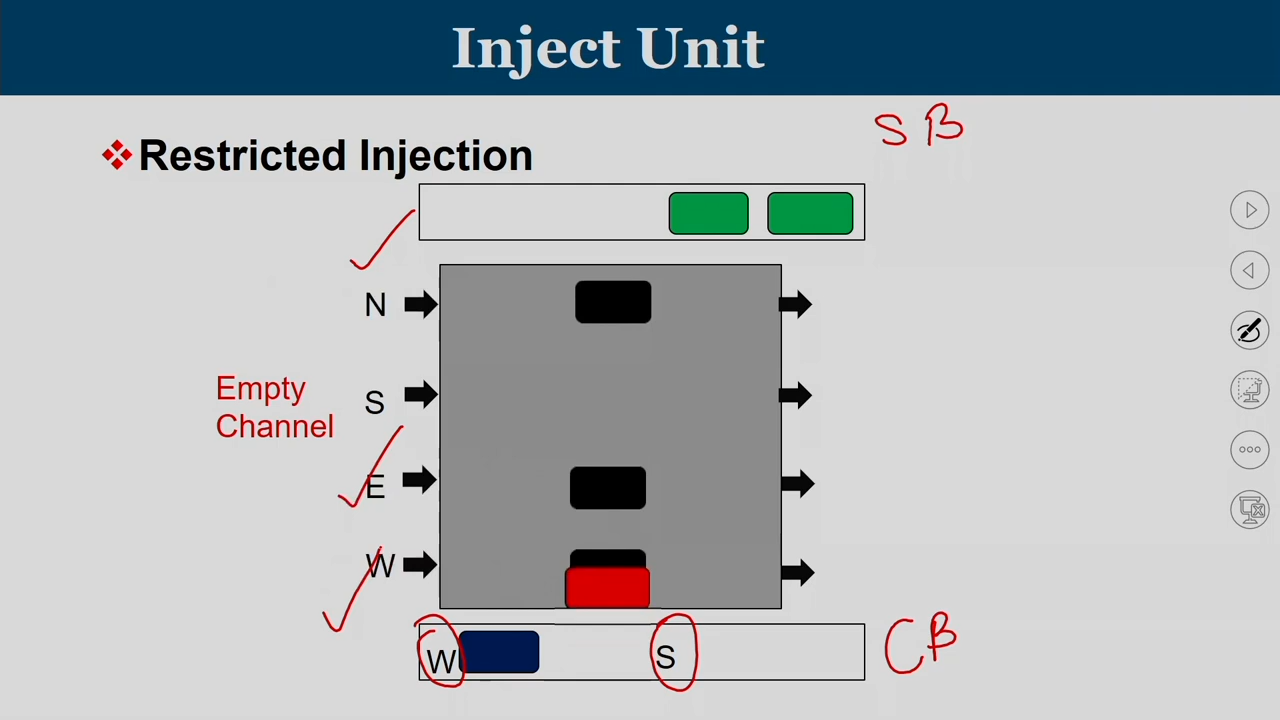 Inject Unit
S B
Restricted Injection
N
Empty
Channel
S
E
W
W
S
C B